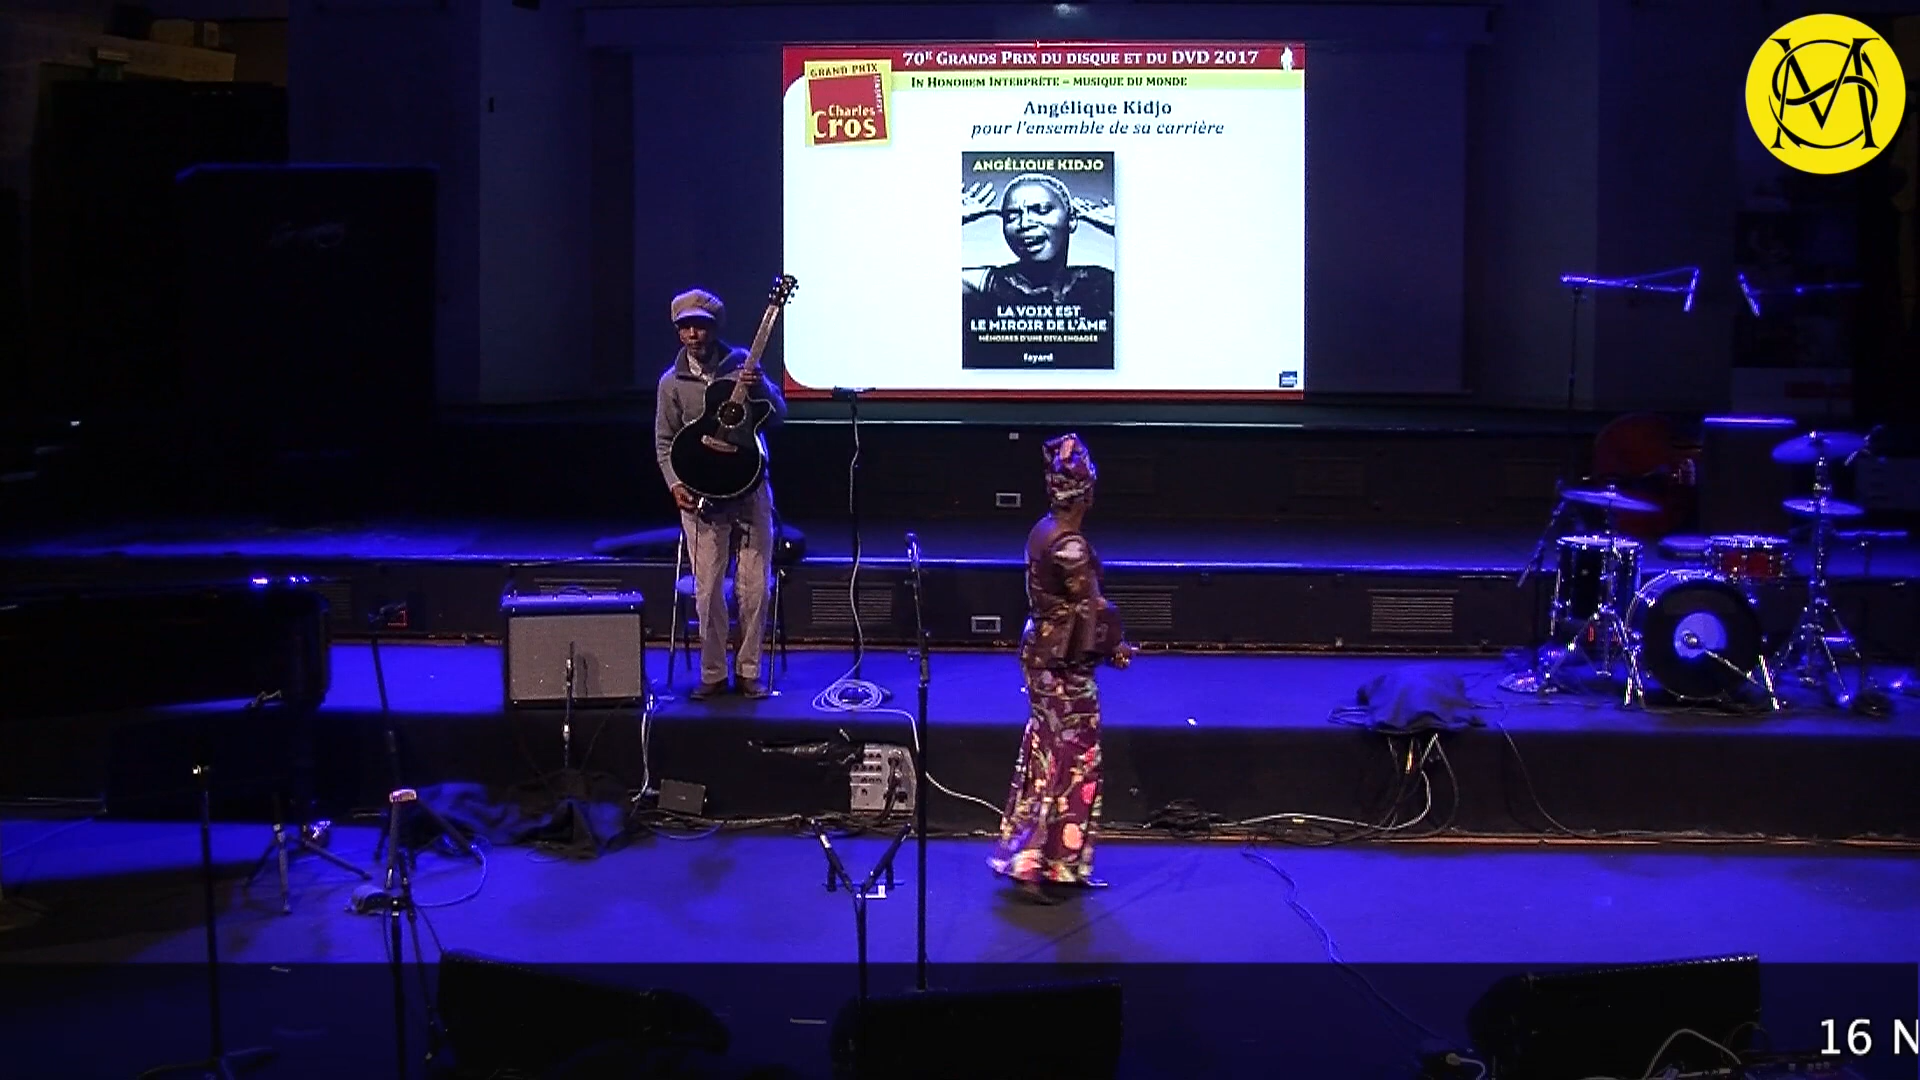 70E GRANDS PRIX DU DISQUE ET DU DVD 2017
IN HONOREM INTERPRÈTE – MUSIQUE DU MONDE
GRAND PRIX
Charles
Cros
Angélique Kidjo
pour l'ensemble de sa carrière
ANGÉLIQUE KIDJO
LA VOIX EST
LE MIROIR DE L'ÂME
MÉMOIRES D'UNE DIVA ENGAGÉE
fayard
16 N